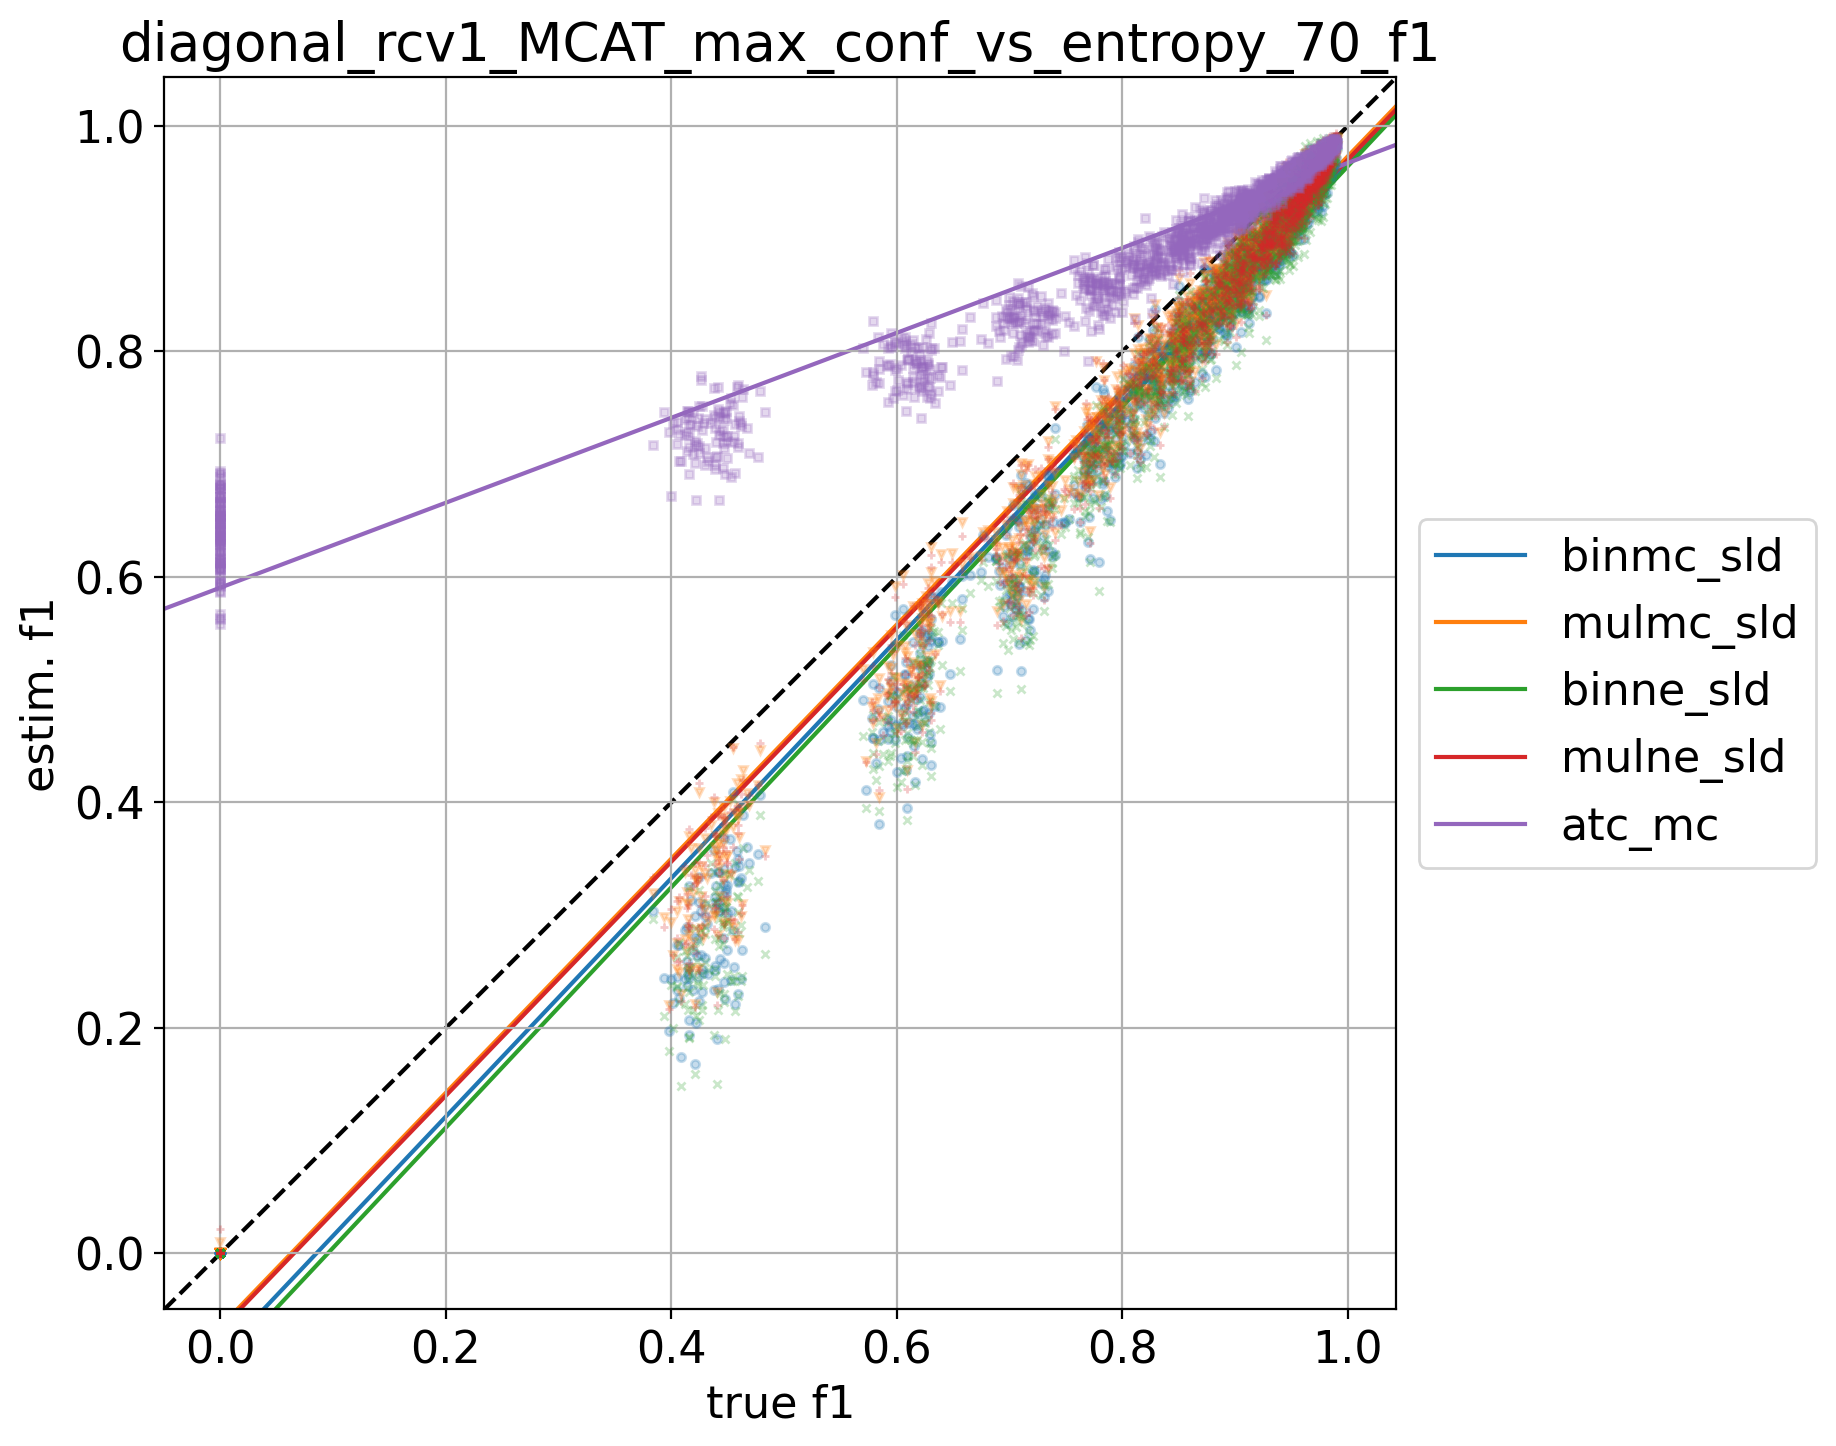 diagonal_rcv1_MCAT_max_conf_vs_entropy_70_f1
1.0
0.8
0.6
0.4
0.2
0.0
estim. f1
0.0 0.2 0.4 0.6 0.8 1.0
true f1
binmc_sld
mulmc_sld
binne_sld
mulne_sld
atc_mc